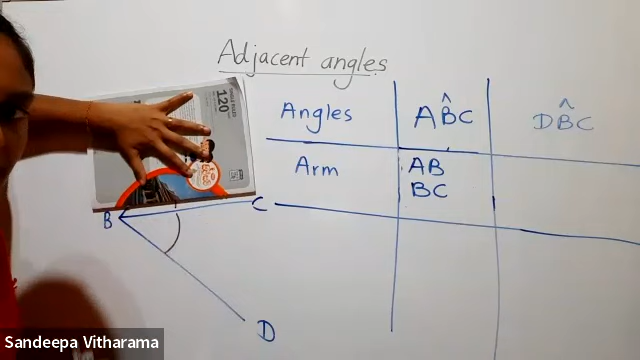 Adjacent angles
120
Angles
AB̂C
DB̂C
Arm
AB
BC
B
C
D
Sandeepa Vitharama